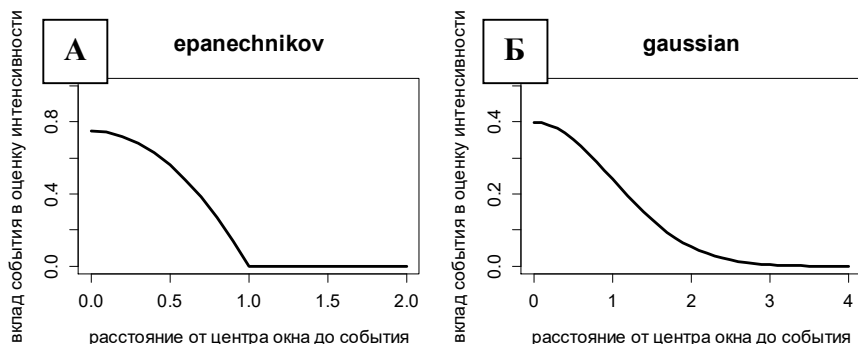 А
epanechnikov
вклад события в оценку интенсивности
0.0 0.4 0.8
0.0 0.5 1.0 1.5 2.0
расстояние от центра окна до события
Б
gaussian
вклад события в оценку интенсивности
0.0 0.2 0.4
0 1 2 3 4
расстояние от центра окна до события